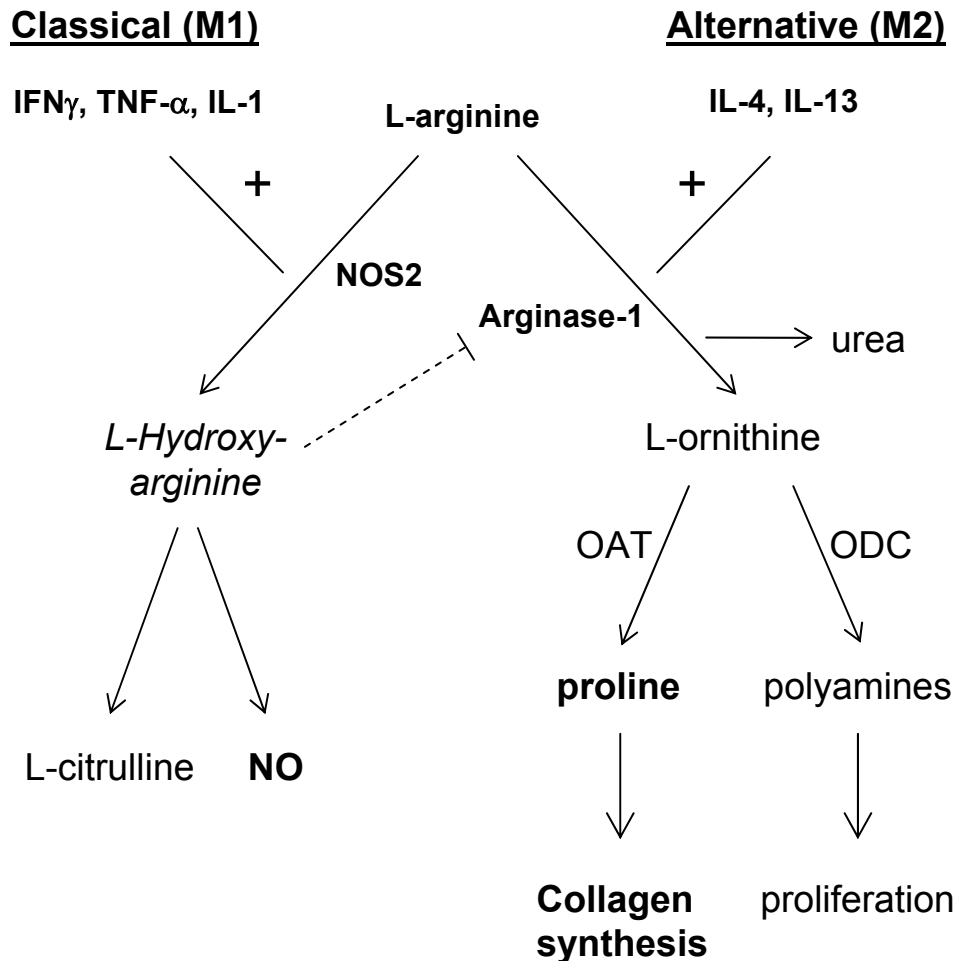 Classical (M1)
Alternative (M2)
IFNγ, TNF-α, IL-1
L-arginine
IL-4, IL-13
+
+
NOS2
Arginase-1
urea
L-Hydroxy-
arginine
L-ornithine
OAT
ODC
proline
polyamines
L-citrulline
NO
Collagen
synthesis
proliferation